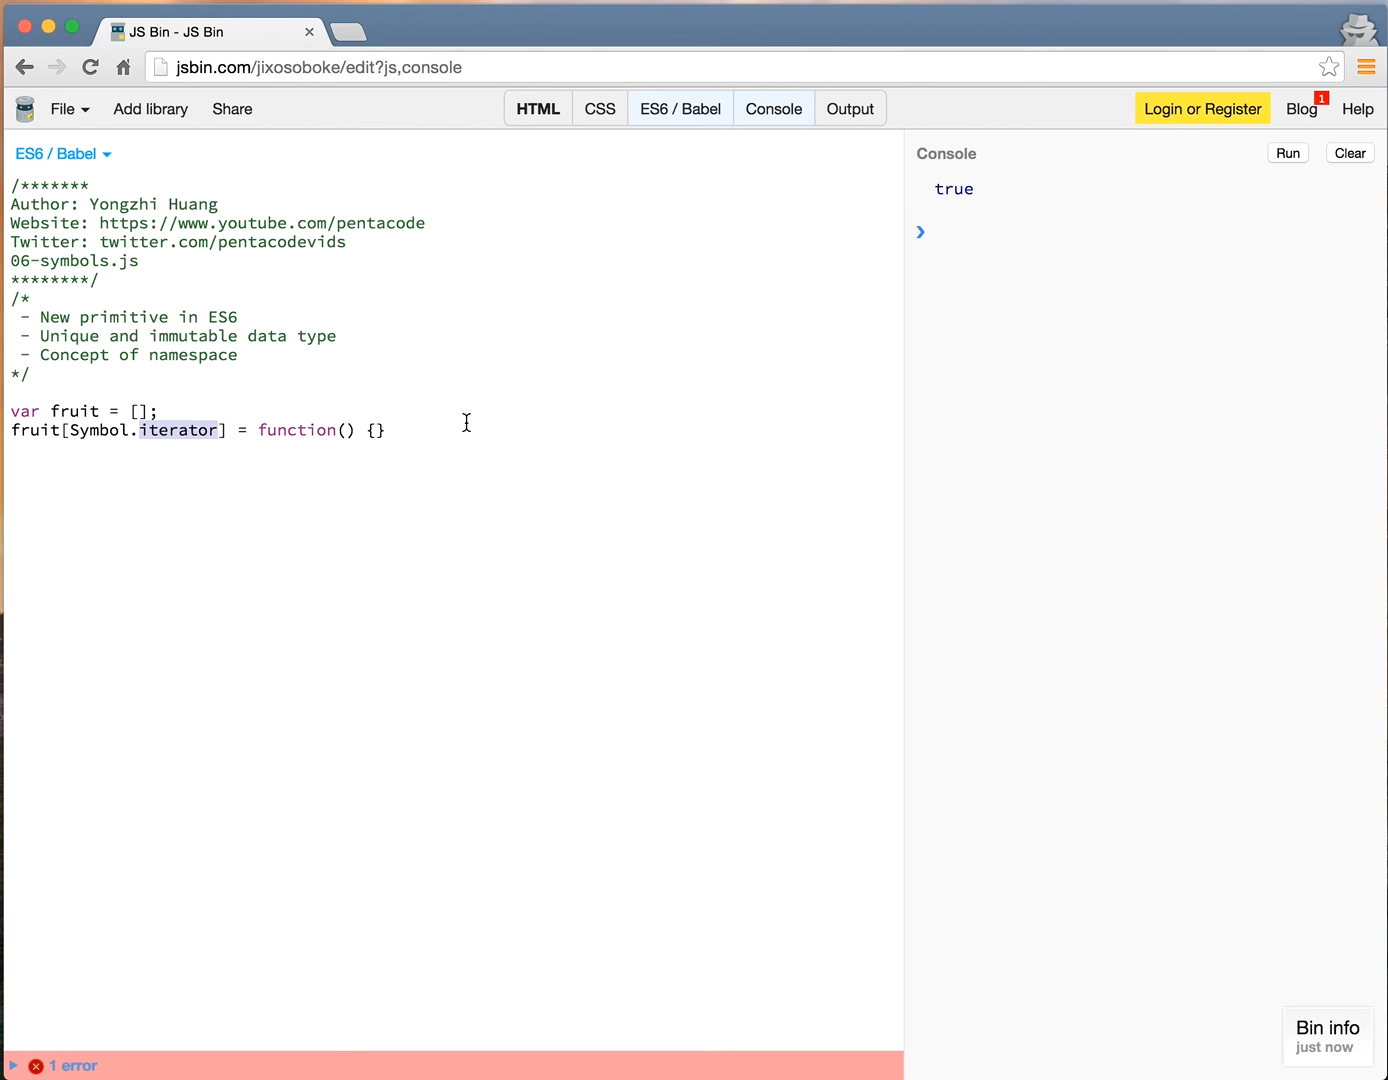 JS Bin - JS Bin
jsbin.com/jixosoboke/edit?js,console
File Add library Share HTML CSS ES6 / Babel Console Output Login or Register Blog 1 Help
ES6 / Babel
Console Run Clear
/*******
Author: Yongzhi Huang
Website: https://www.youtube.com/pentacode
Twitter: twitter.com/pentacodevids
06-symbols.js
********/
/*
- New primitive in ES6
- Unique and immutable data type
- Concept of namespace
*/
var fruit = [];
fruit[Symbol.iterator] = function() {}
true
Bin info
just now
1 error